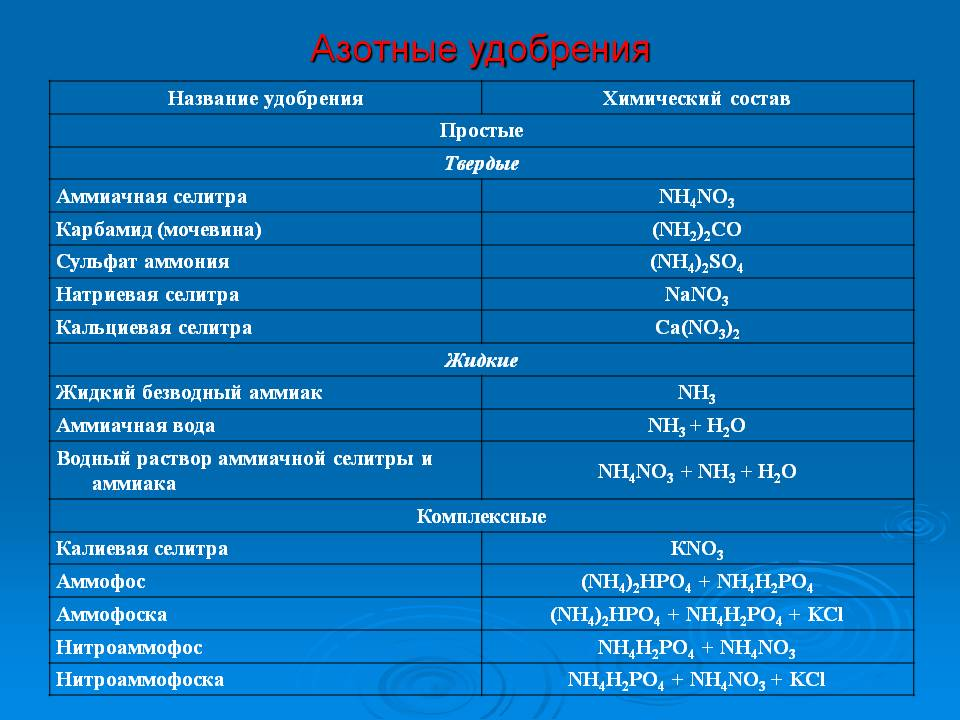 Азотные удобрения
Название удобрения Химический состав
Простые
Твердые
Аммиачная селитра NH₄NO₃
Карбамид (мочевина) (NH₂)₂CO
Сульфат аммония (NH₄)₂SO₄
Натриевая селитра NaNO₃
Кальциевая селитра Ca(NO₃)₂
Жидкие
Жидкий безводный аммиак NH₃
Аммиачная вода NH₃ + H₂O
Водный раствор аммиачной селитры и
аммиака NH₄NO₃ + NH₃ + H₂O
Комплексные
Калиевая селитра KNO₃
Аммофос (NH₄)₂HPO₄ + NH₄H₂PO₄
Аммофоска (NH₄)₂HPO₄ + NH₄H₂PO₄ + KCl
Нитроаммофос NH₄H₂PO₄ + NH₄NO₃
Нитроаммофоска NH₄H₂PO₄ + NH₄NO₃ + KCl